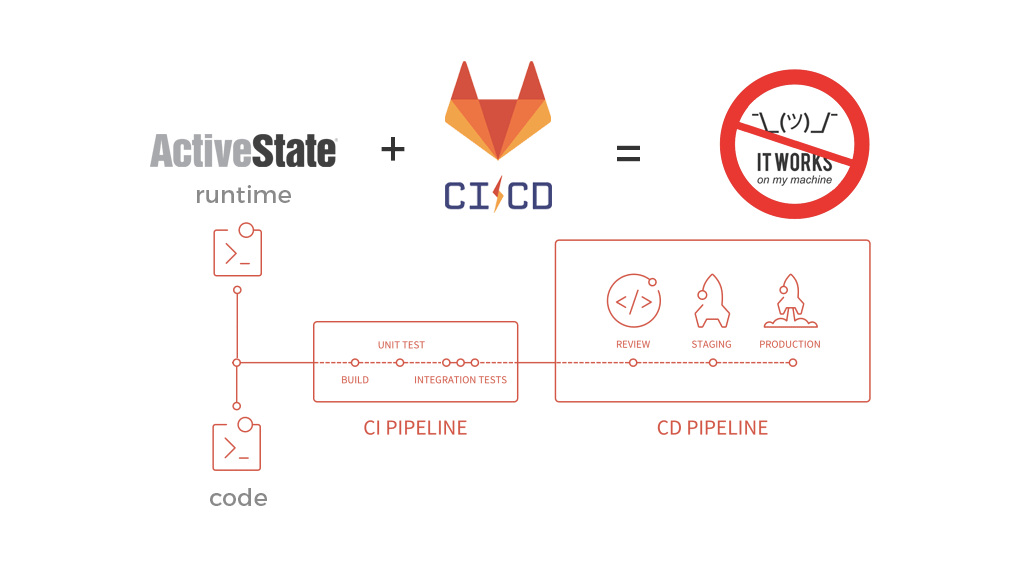 ActiveState
runtime
+
CI CD
=
¯\_(ツ)_/¯
IT WORKS
on my machine
>_
</>
REVIEW
STAGING
PRODUCTION
UNIT TEST
BUILD
INTEGRATION TESTS
CI PIPELINE
CD PIPELINE
>_
code